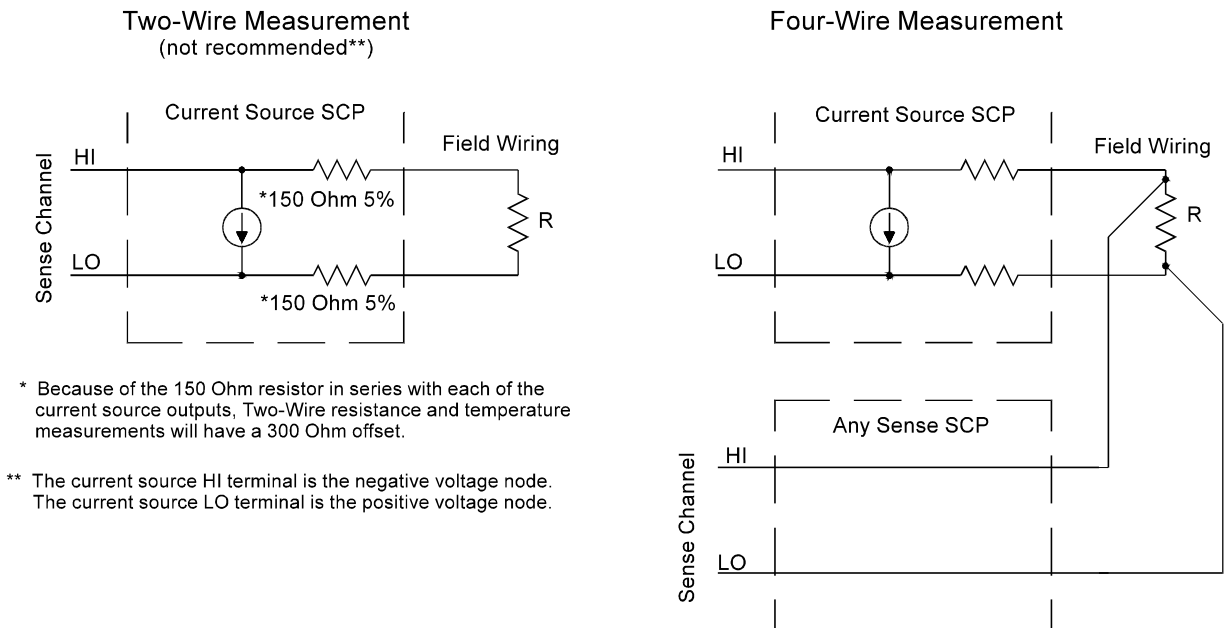 Two-Wire Measurement
(not recommended**)
Current Source SCP
Field Wiring
Sense Channel
HI
*150 Ohm 5%
R
LO
*150 Ohm 5%
* Because of the 150 Ohm resistor in series with each of the
current source outputs, Two-Wire resistance and temperature
measurements will have a 300 Ohm offset.
** The current source HI terminal is the negative voltage node.
The current source LO terminal is the positive voltage node.
Four-Wire Measurement
Current Source SCP
Field Wiring
HI
R
LO
Any Sense SCP
Sense Channel
HI
LO